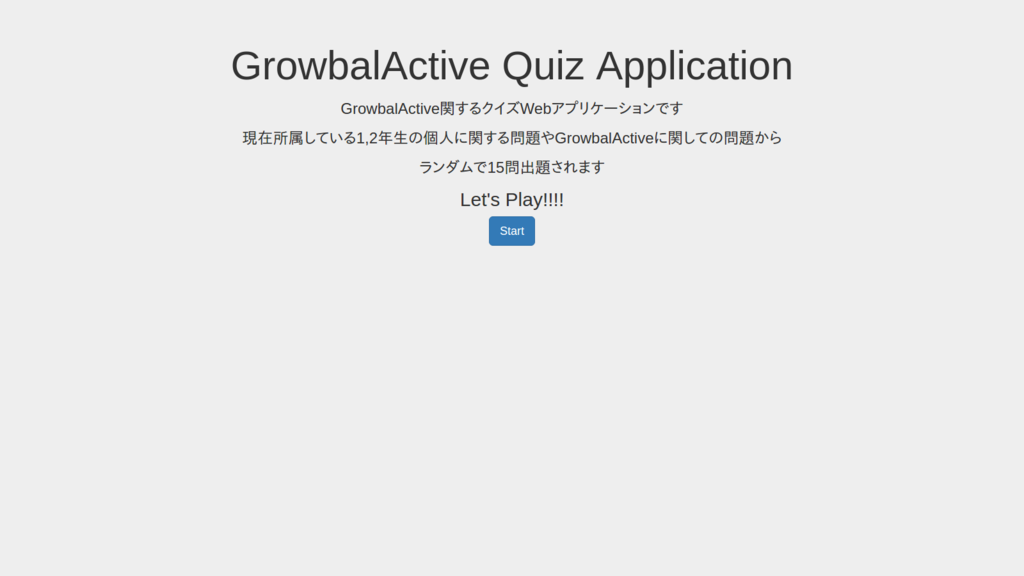 GrowbalActive Quiz Application
GrowbalActive関するクイズWebアプリケーションです
現在所属している1,2年生の個人に関する問題やGrowbalActiveに関しての問題から
ランダムで15問出題されます
Let's Play!!!!
Start